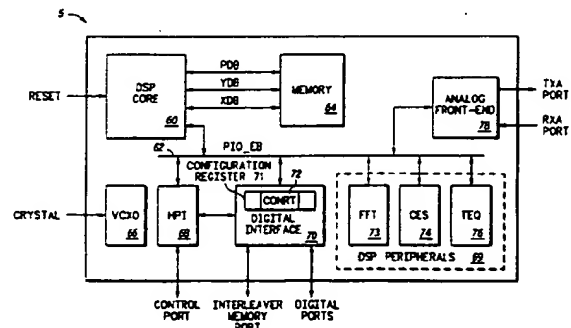 5
DSP CORE 60
PDB
YDB
XDB
MEMORY 64
RESET
ANALOG FRONT-END 78
TXA PORT
RXA PORT
62
PIO_EB
CONFIGURATION REGISTER 71
72
CONRT
CRYSTAL
VCXO 66
HPI 68
DIGITAL INTERFACE 70
FFT 73
CES 74
TEQ 76
DSP PERIPHERALS 69
CONTROL PORT
INTERLEAVER MEMORY PORT
DIGITAL PORTS